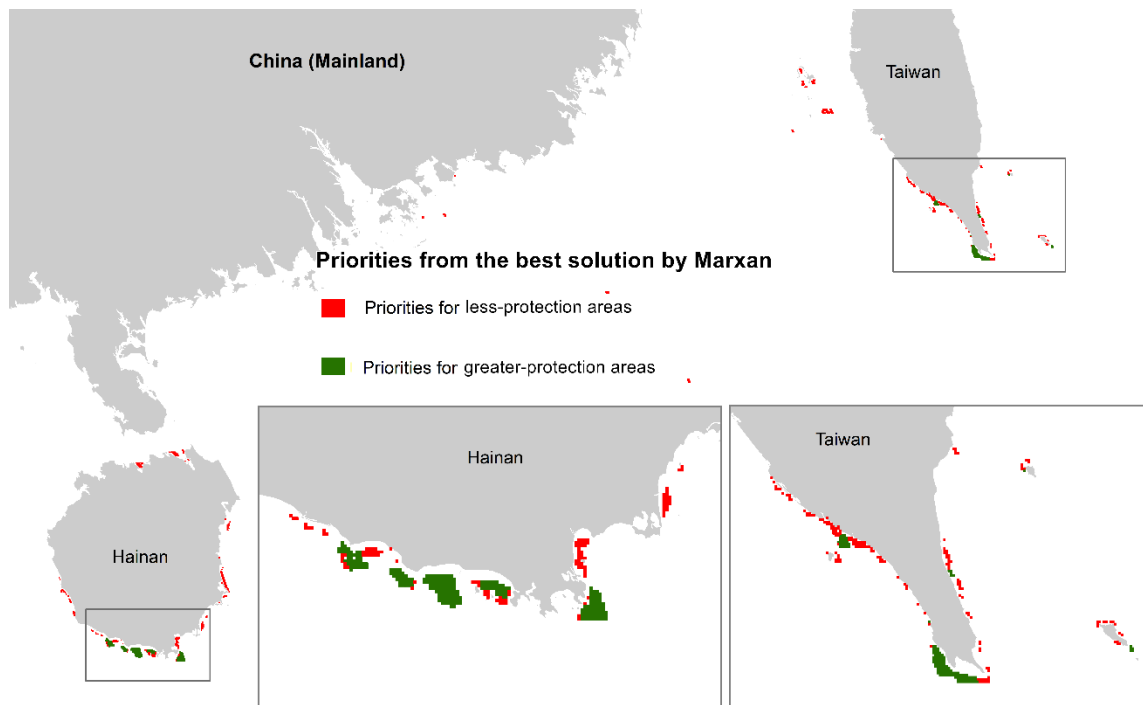 China (Mainland)
Taiwan
Priorities from the best solution by Marxan
Priorities for less-protection areas
Priorities for greater-protection areas
Hainan
Hainan
Taiwan